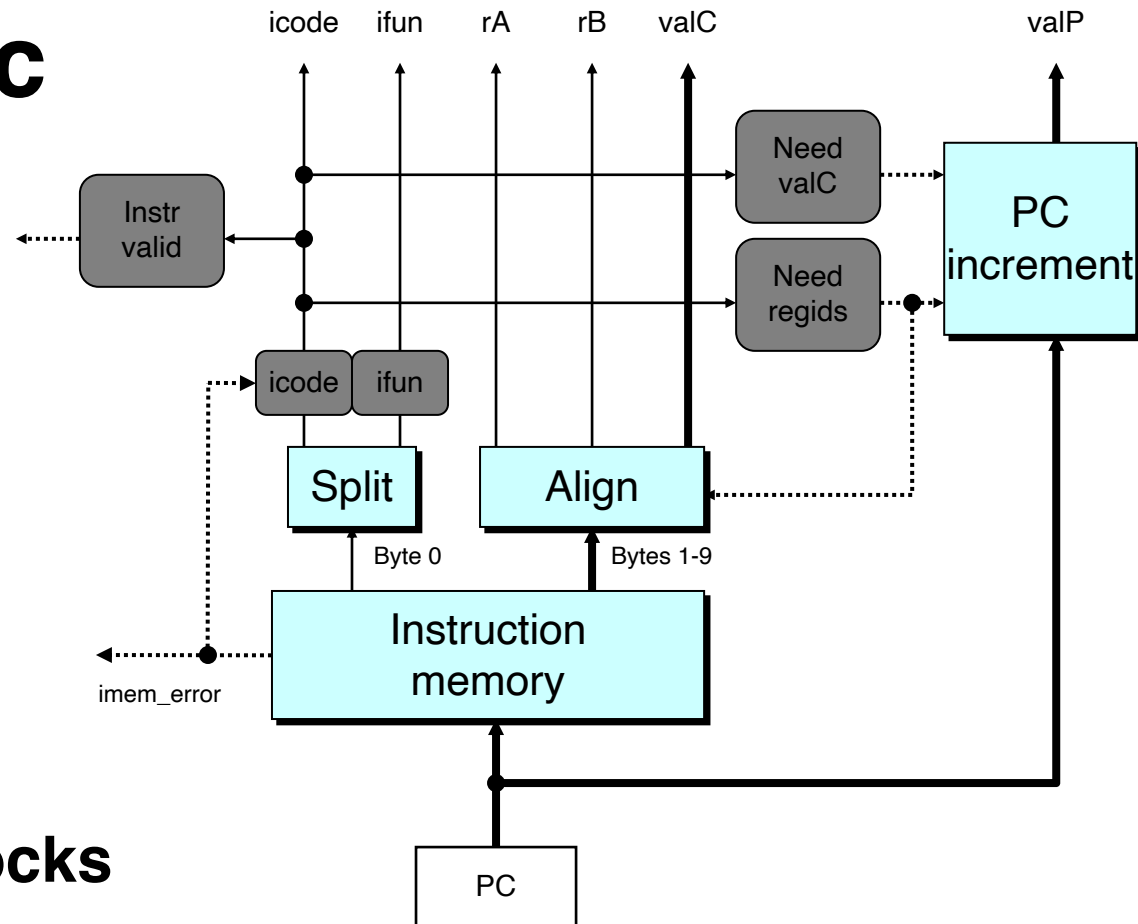 icode ifun rA rB valC valP
c
Need
valC
Instr
valid
PC
increment
Need
regids
icode ifun
Split
Align
Byte 0
Bytes 1-9
Instruction
memory
imem_error
ocks
PC